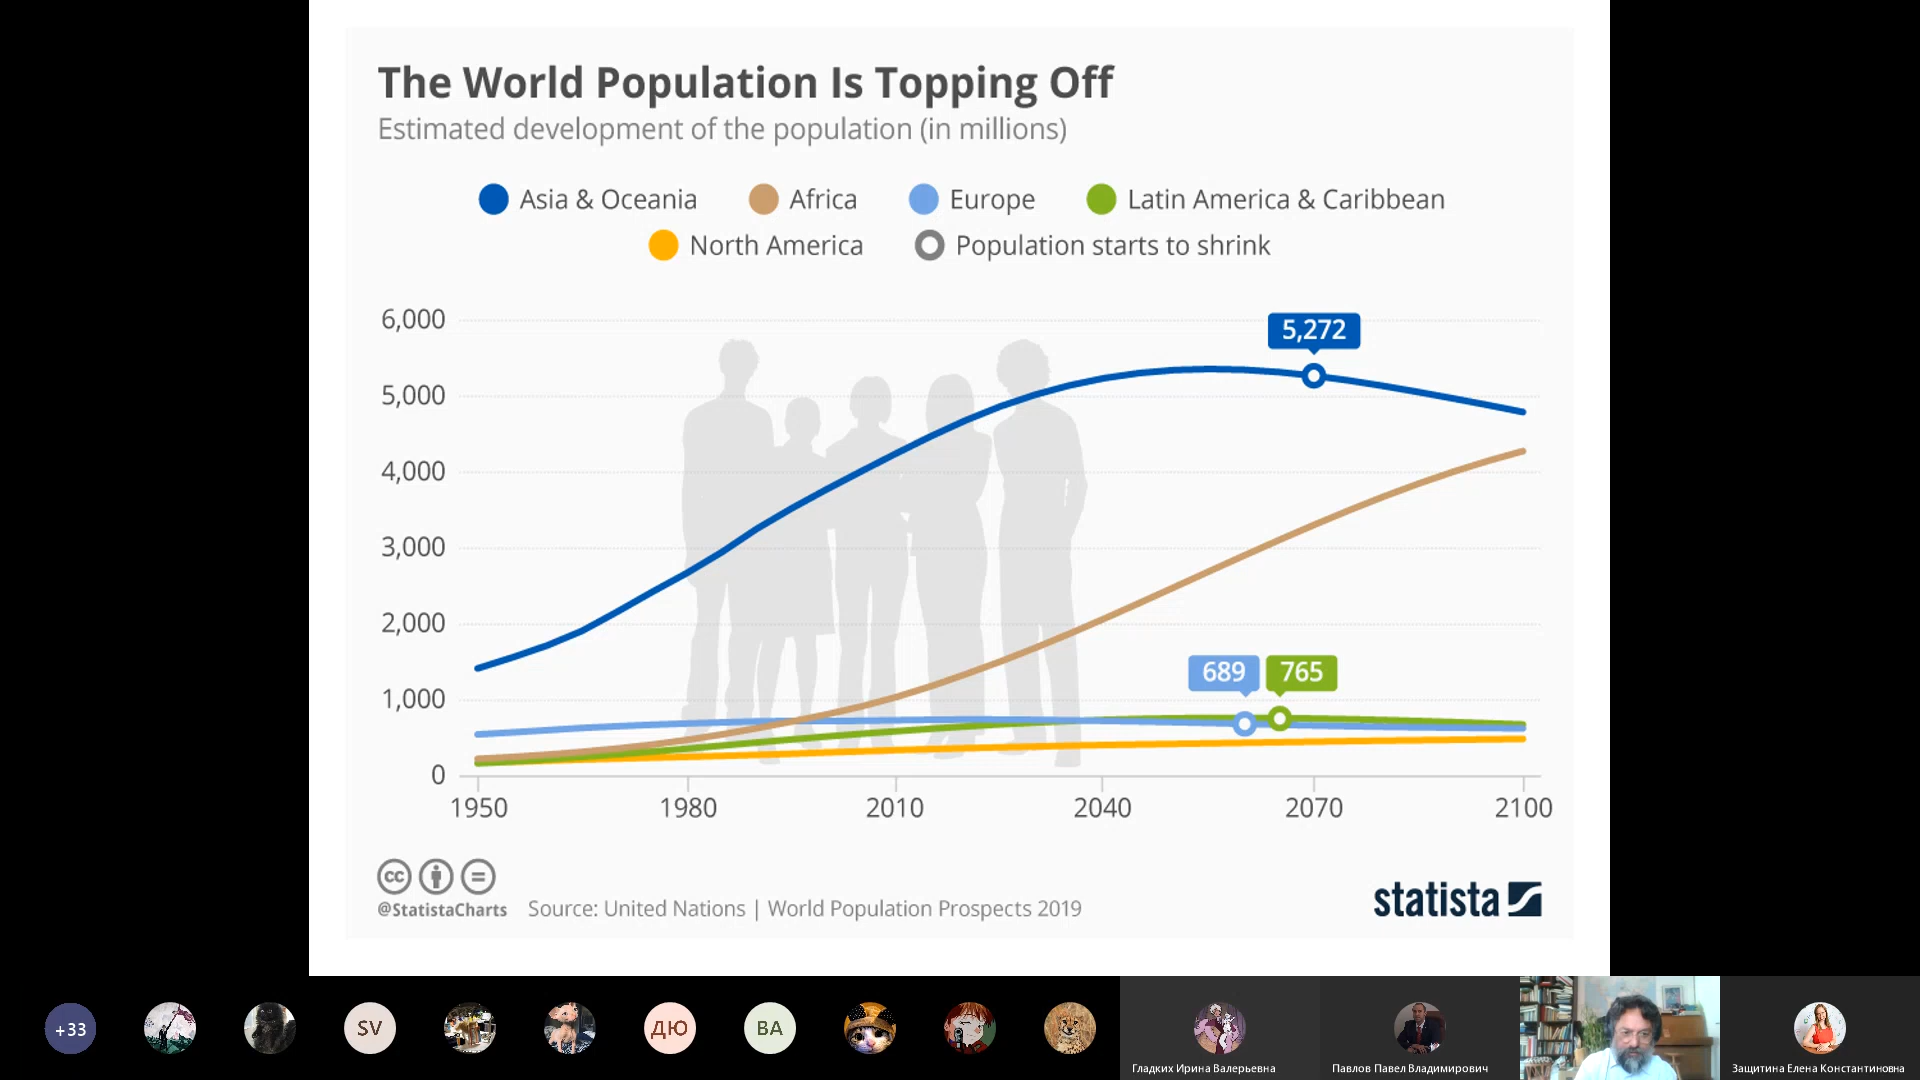 The World Population Is Topping Off
Estimated development of the population (in millions)
Asia & Oceania Africa Europe Latin America & Caribbean
North America Population starts to shrink
6,000
5,272
5,000
4,000
3,000
2,000
689 765
1,000
0
1950 1980 2010 2040 2070 2100
cc
@StatistaCharts Source: United Nations | World Population Prospects 2019
statista
+33 SV ДЮ ВА
Гладких Ирина Валерьевна Павлов Павел Владимирович Защитина Елена Константиновна